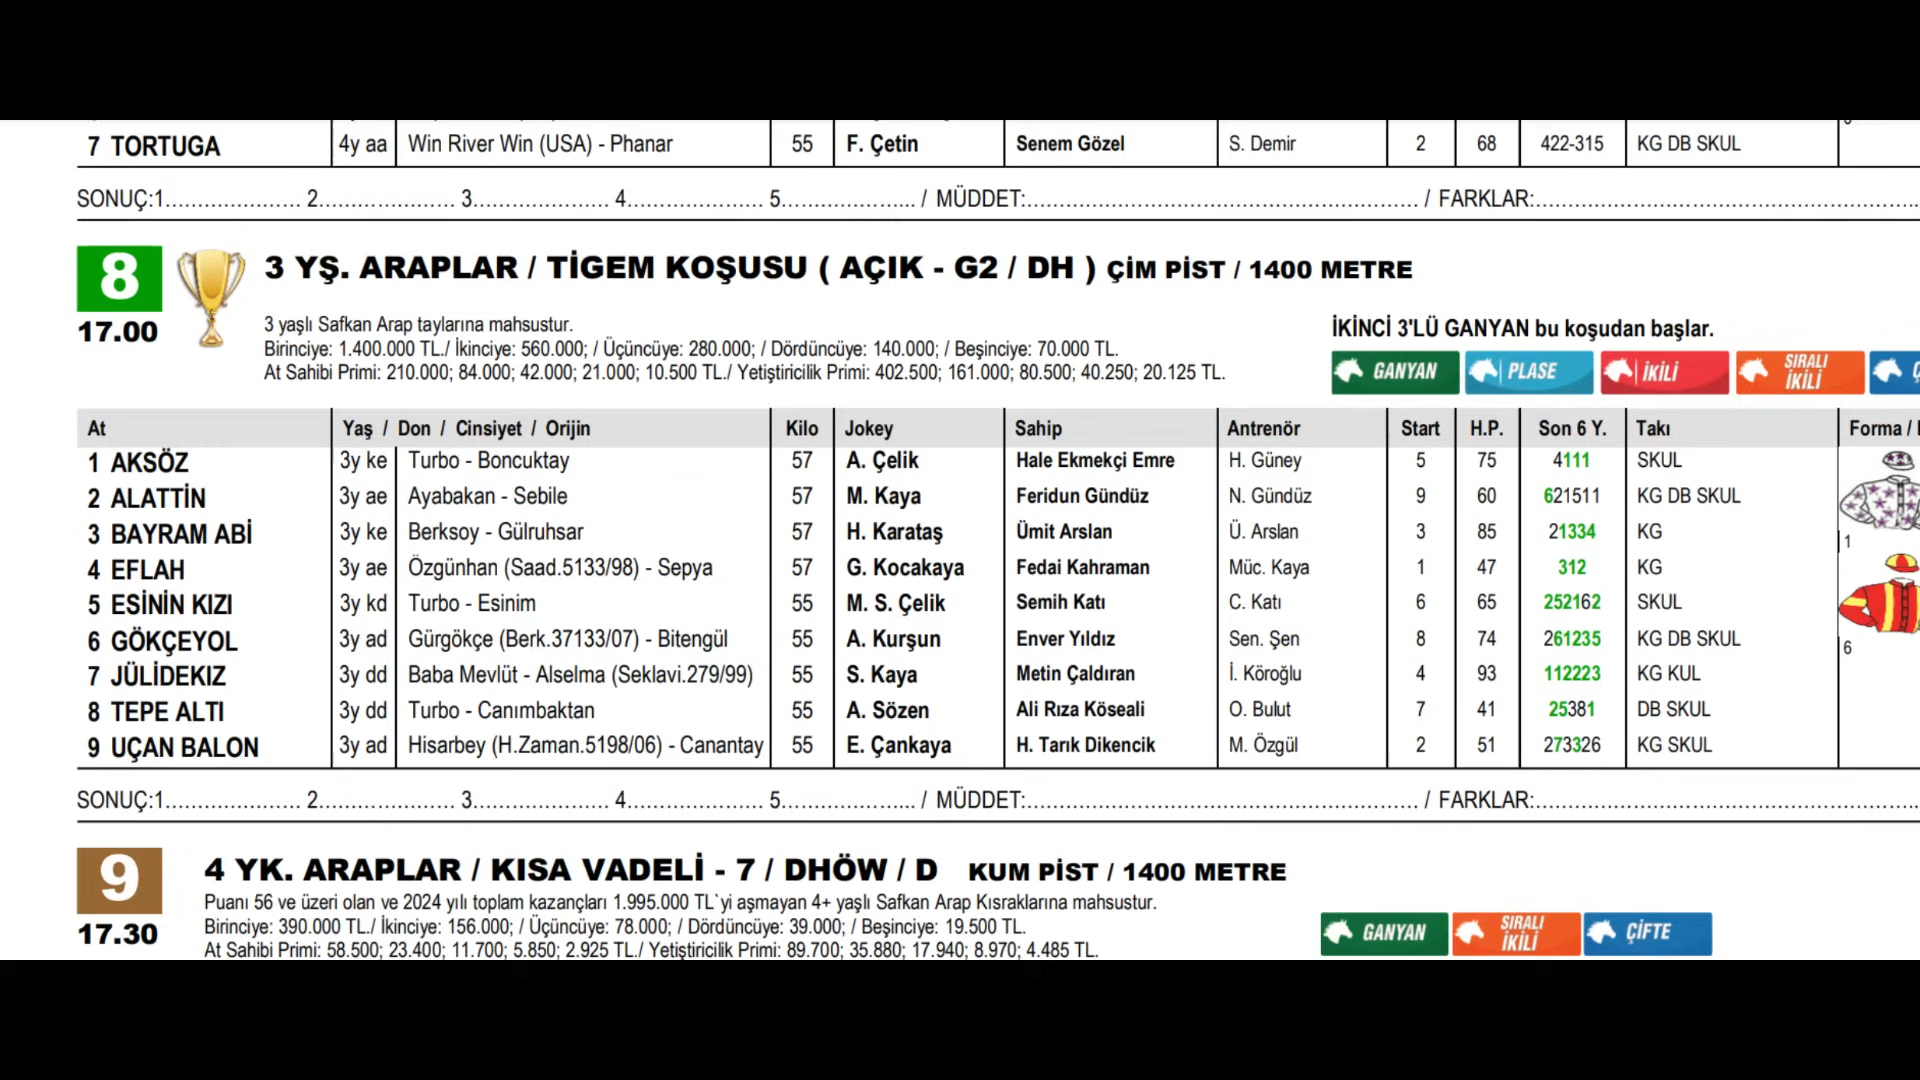 7 TORTUGA 4y aa Win River Win (USA) - Phanar 55 F. Çetin Senem Gözel S. Demir 2 68 422-315 KG DB SKUL
SONUÇ:1..................... 2..................... 3..................... 4..................... 5..................... / MÜDDET:............................................................. / FARKLAR:............................................................
8 3 YŞ. ARAPLAR / TİGEM KOŞUSU ( AÇIK - G2 / DH ) ÇİM PİST / 1400 METRE
17.00
3 yaşlı Safkan Arap taylarına mahsustur.
İKİNCİ 3'LÜ GANYAN bu koşudan başlar.
Birinciye: 1.400.000 TL./ İkinciye: 560.000; / Üçüncüye: 280.000; / Dördüncüye: 140.000; / Beşinciye: 70.000 TL.
At Sahibi Primi: 210.000; 84.000; 42.000; 21.000; 10.500 TL./ Yetiştiricilik Primi: 402.500; 161.000; 80.500; 40.250; 20.125 TL.
GANYAN PLASE İKİLİ SIRALI İKİLİ Ç
At Yaş / Don / Cinsiyet / Orijin Kilo Jokey Sahip Antrenör Start H.P. Son 6 Y. Takı Forma /
1 AKSÖZ 3y ke Turbo - Boncuktay 57 A. Çelik Hale Ekmekçi Emre H. Güney 5 75 4111 SKUL
2 ALATTİN 3y ae Ayabakan - Sebile 57 M. Kaya Feridun Gündüz N. Gündüz 9 60 621511 KG DB SKUL
3 BAYRAM ABİ 3y ke Berksoy - Gülruhsar 57 H. Karataş Ümit Arslan Ü. Arslan 3 85 21334 KG 1
4 EFLAH 3y ae Özgünhan (Saad.5133/98) - Sepya 57 G. Kocakaya Fedai Kahraman Müc. Kaya 1 47 312 KG
5 ESİNİN KIZI 3y kd Turbo - Esinim 55 M. S. Çelik Semih Katı C. Katı 6 65 252162 SKUL
6 GÖKÇEYOL 3y ad Gürgökçe (Berk.37133/07) - Bitengül 55 A. Kurşun Enver Yıldız Sen. Şen 8 74 261235 KG DB SKUL 6
7 JÜLİDEKIZ 3y dd Baba Mevlüt - Alselma (Seklavi.279/99) 55 S. Kaya Metin Çaldıran İ. Köroğlu 4 93 112223 KG KUL
8 TEPE ALTI 3y dd Turbo - Canımbaktan 55 A. Sözen Ali Rıza Köseali O. Bulut 7 41 25381 DB SKUL
9 UÇAN BALON 3y ad Hisarbey (H.Zaman.5198/06) - Canantay 55 E. Çankaya H. Tarık Dikencik M. Özgül 2 51 273326 KG SKUL
SONUÇ:1..................... 2..................... 3..................... 4..................... 5..................... / MÜDDET:............................................................. / FARKLAR:............................................................
9 4 YK. ARAPLAR / KISA VADELİ - 7 / DHÖW / D KUM PİST / 1400 METRE
17.30
Puanı 56 ve üzeri olan ve 2024 yılı toplam kazançları 1.995.000 TL`yi aşmayan 4+ yaşlı Safkan Arap Kısraklarına mahsustur.
Birinciye: 390.000 TL./ İkinciye: 156.000; / Üçüncüye: 78.000; / Dördüncüye: 39.000; / Beşinciye: 19.500 TL.
At Sahibi Primi: 58.500; 23.400; 11.700; 5.850; 2.925 TL./ Yetiştiricilik Primi: 89.700; 35.880; 17.940; 8.970; 4.485 TL.
GANYAN SIRALI İKİLİ ÇİFTE